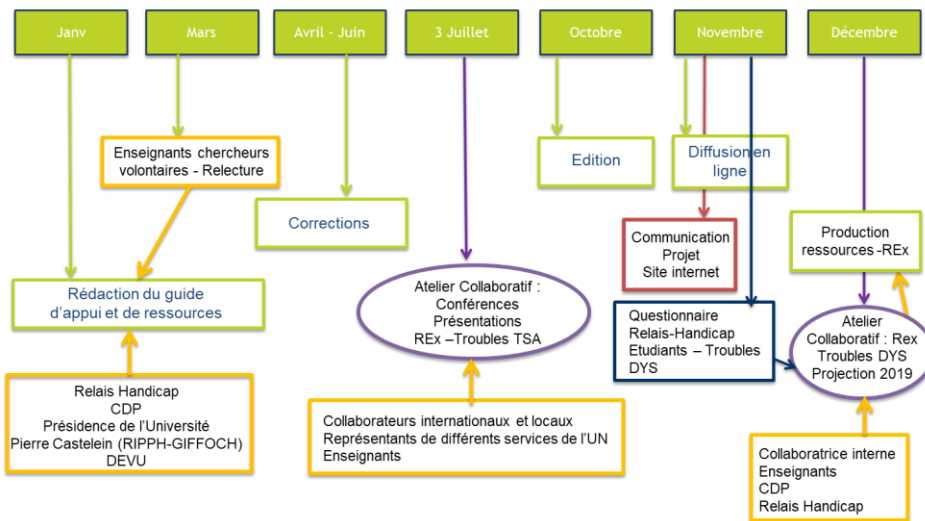 Janv
Mars
Avril - Juin
3 Juillet
Octobre
Novembre
Décembre
Enseignants chercheurs
volontaires - Relecture
Edition
Diffusion en
ligne
Corrections
Communication
Projet
Site internet
Production
ressources -REx
Rédaction du guide
d'appui et de ressources
Atelier Collaboratif :
Conférences
Présentations
REx –Troubles TSA
Questionnaire
Relais-Handicap
Etudiants – Troubles
DYS
Atelier
Collaboratif : Rex
Troubles DYS
Projection 2019
Relais Handicap
CDP
Présidence de l'Université
Pierre Castelein (RIPPH-GIFFOCH)
DEVU
Collaborateurs internationaux et locaux
Représentants de différents services de l'UN
Enseignants
Collaboratrice interne
Enseignants
CDP
Relais Handicap